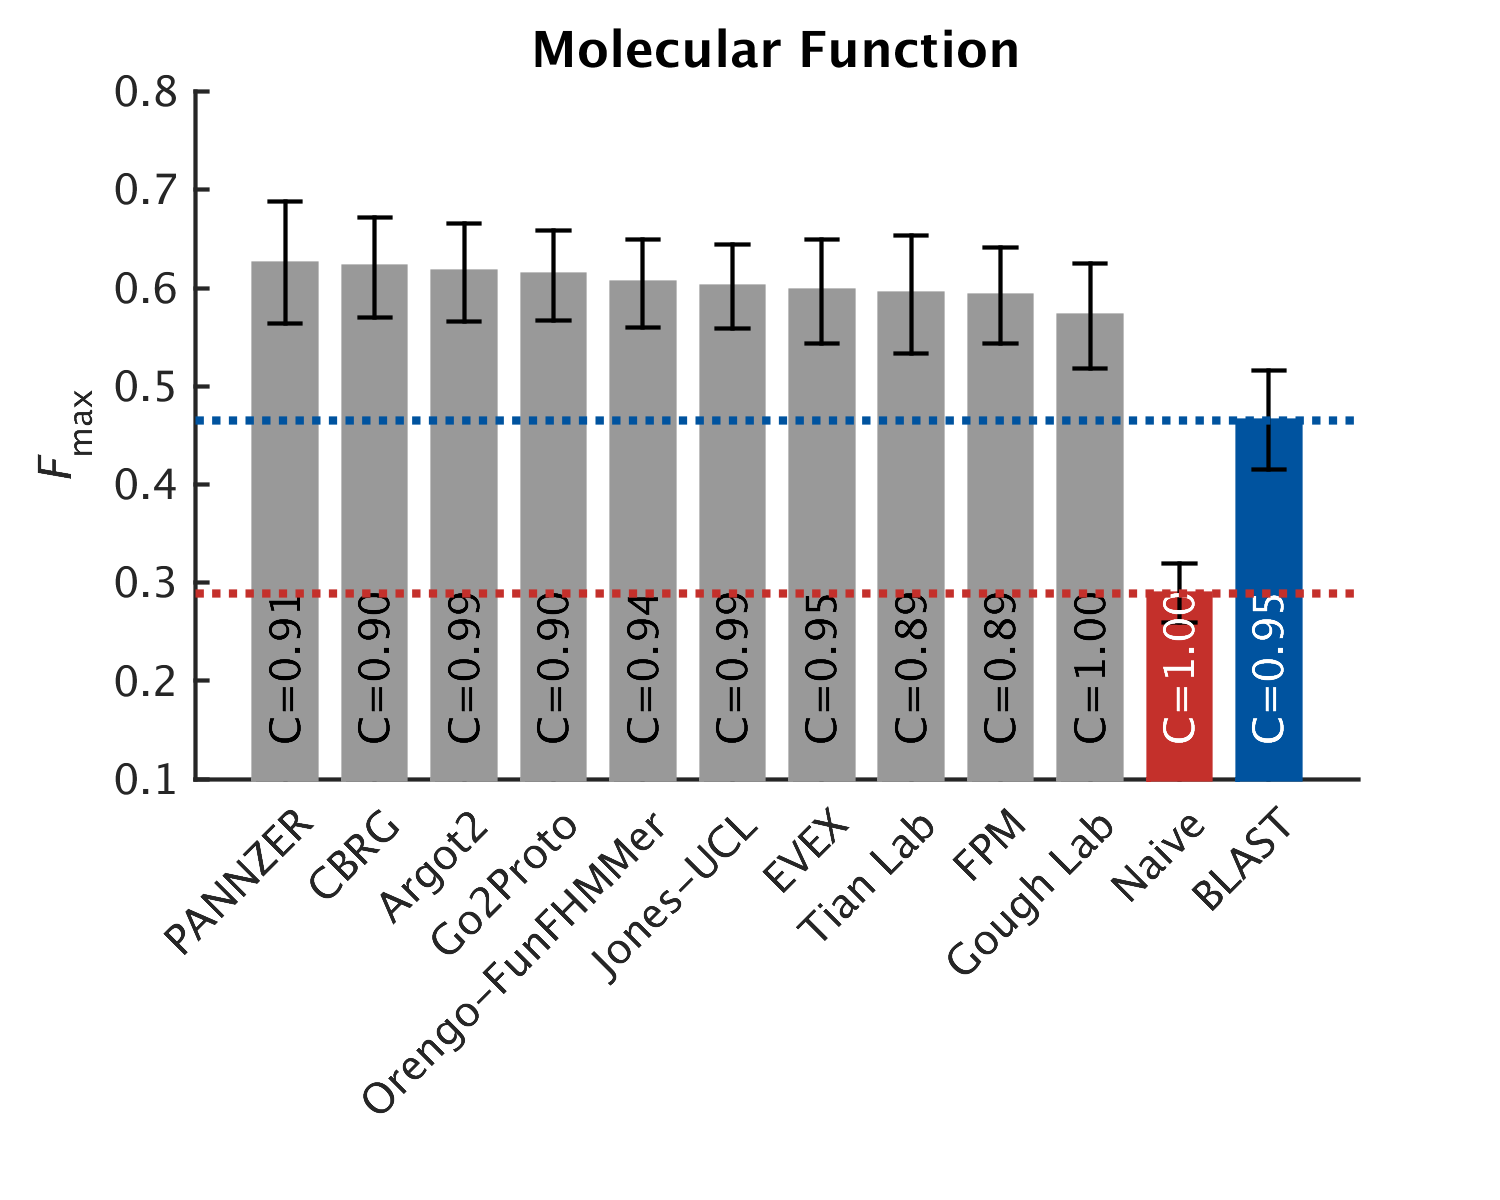 Molecular Function
0.8
0.7
0.6
0.5
0.4
0.3
0.2
0.1
Fmax
C=0.91
C=0.90
C=0.99
C=0.90
C=0.94
C=0.99
C=0.95
C=0.89
C=0.89
C=1.00
C=1.00
C=0.95
PANNZER
CBRG
Argot2
Go2Proto
Orengo–FunFHMMer
Jones–UCL
EVEX
Tian Lab
FPM
Gough Lab
Naive
BLAST